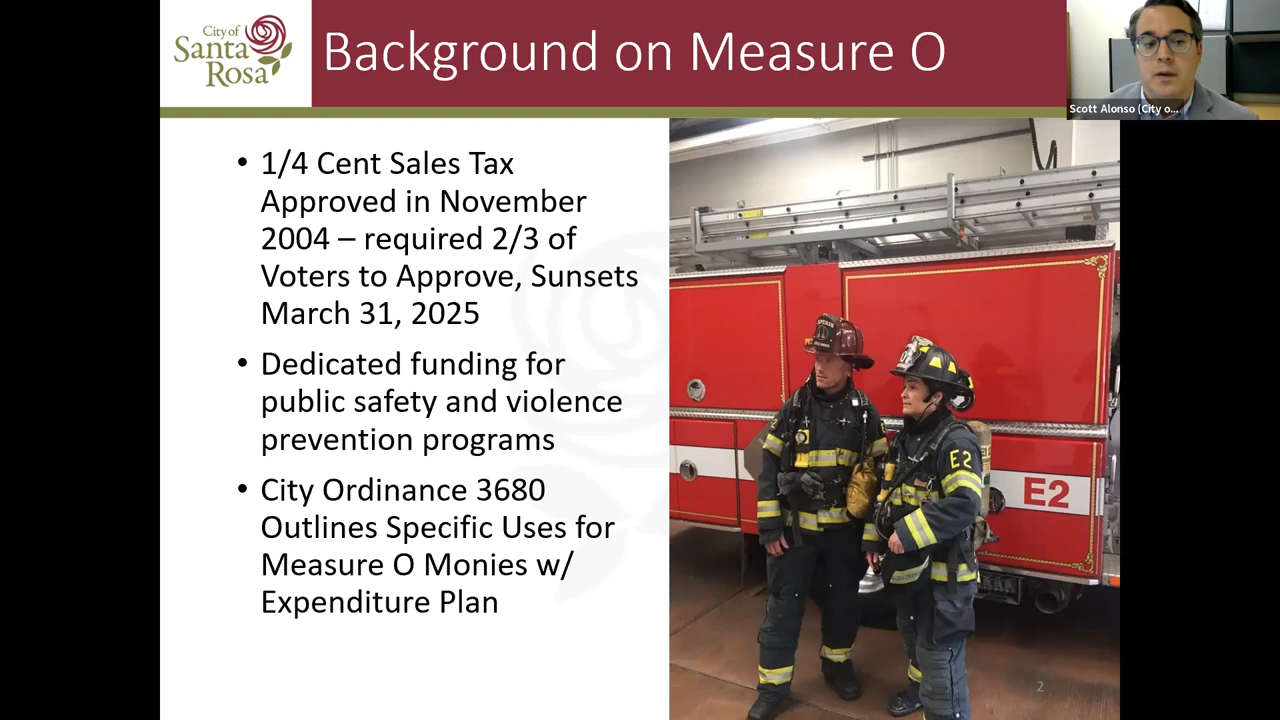 City of
Santa
Rosa
Background on Measure O
Scott Alonso (City o...
• 1/4 Cent Sales Tax
Approved in November
2004 – required 2/3 of
Voters to Approve, Sunsets
March 31, 2025
• Dedicated funding for
public safety and violence
prevention programs
• City Ordinance 3680
Outlines Specific Uses for
Measure O Monies w/
Expenditure Plan
E2
E2
2